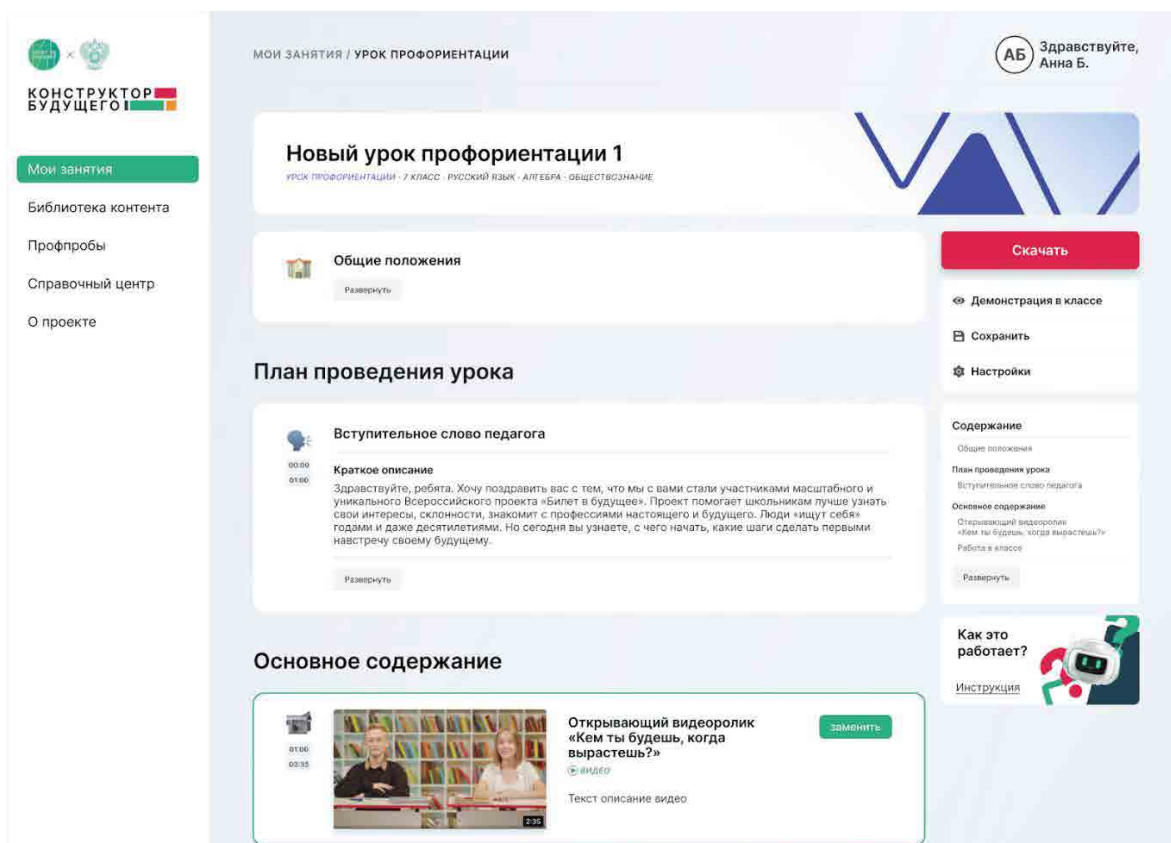 КОНСТРУКТОР
БУДУЩЕГО
Мои занятия
Библиотека контента
Профпробы
Справочный центр
О проекте
МОИ ЗАНЯТИЯ / УРОК ПРОФОРИЕНТАЦИИ
АБ
Здравствуйте,
Анна Б.
Новый урок профориентации 1
УРОК ПРОФОРИЕНТАЦИИ · 7 КЛАСС · РУССКИЙ ЯЗЫК · АЛГЕБРА · ОБЩЕСТВОЗНАНИЕ
Общие положения
Развернуть
План проведения урока
Вступительное слово педагога
00:00
01:00
Краткое описание
Здравствуйте, ребята. Хочу поздравить вас с тем, что мы с вами стали участниками масштабного и
уникального Всероссийского проекта «Билет в будущее». Проект помогает школьникам лучше узнать
свои интересы, склонности, знакомит с профессиями настоящего и будущего. Люди «ищут себя»
годами и даже десятилетиями. Но сегодня вы узнаете, с чего начать, какие шаги сделать первыми
навстречу своему будущему.
Развернуть
Основное содержание
01:00
03:35
2:35
Открывающий видеоролик
«Кем ты будешь, когда
вырастешь?»
ВИДЕО
Текст описание видео
заменить
Скачать
Демонстрация в классе
Сохранить
Настройки
Содержание
Общие положения
План проведения урока
Вступительное слово педагога
Основное содержание
Открывающий видеоролик
«Кем ты будешь, когда вырастешь?»
Работа в классе
Развернуть
Как это
работает?
Инструкция